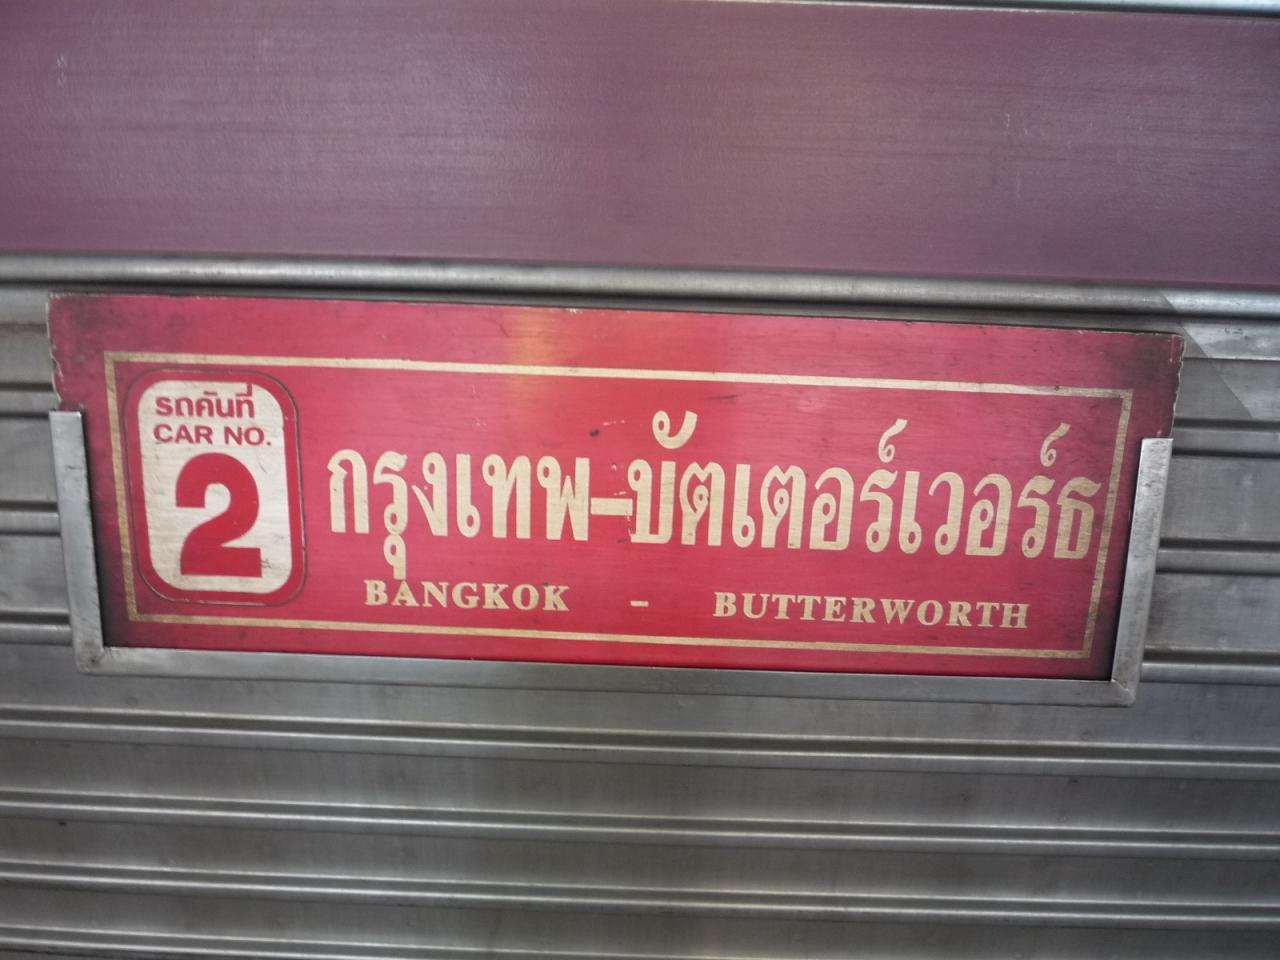 รถคันที่
CAR NO.
2
กรุงเทพ-บัตเตอร์เวอร์ธ
BANGKOK - BUTTERWORTH